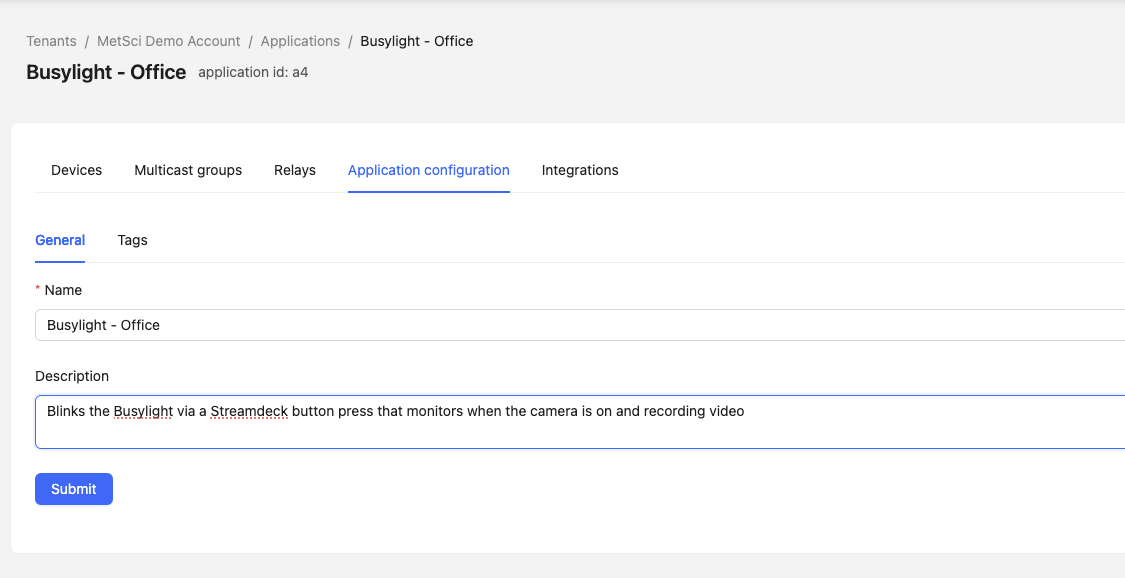 Tenants / MetSci Demo Account / Applications / Busylight - Office
Busylight - Office application id: a4
Devices Multicast groups Relays Application configuration Integrations
General Tags
* Name
Busylight - Office
Description
Blinks the Busylight via a Streamdeck button press that monitors when the camera is on and recording video
Submit